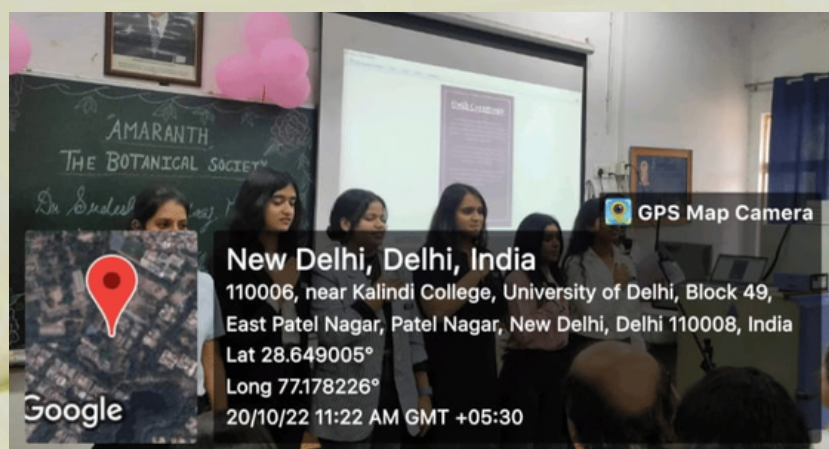 AMARANTH
THE BOTANICAL SOCIETY
Dr
GPS Map Camera
New Delhi, Delhi, India
110006, near Kalindi College, University of Delhi, Block 49,
East Patel Nagar, Patel Nagar, New Delhi, Delhi 110008, India
Lat 28.649005°
Long 77.178226°
20/10/22 11:22 AM GMT +05:30
Google